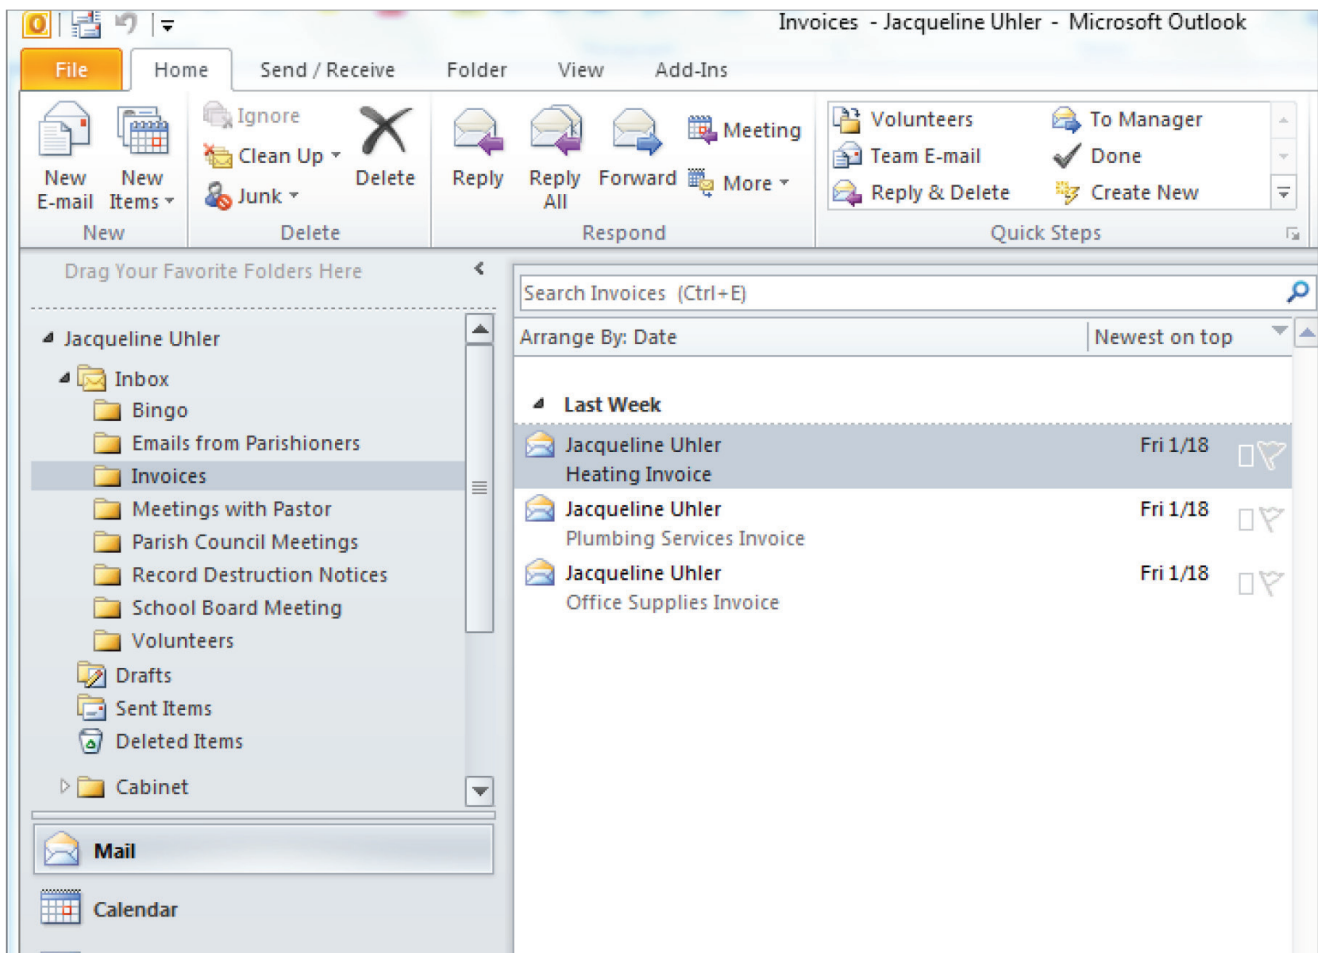 Invoices - Jacqueline Uhler - Microsoft Outlook
File Home Send / Receive Folder View Add-Ins
New E-mail
New Items
New
Ignore
Clean Up
Junk
Delete
Delete
Reply
Reply All
Forward
Meeting
More
Respond
Volunteers
Team E-mail
Reply & Delete
To Manager
Done
Create New
Quick Steps
Drag Your Favorite Folders Here
Jacqueline Uhler
Inbox
Bingo
Emails from Parishioners
Invoices
Meetings with Pastor
Parish Council Meetings
Record Destruction Notices
School Board Meeting
Volunteers
Drafts
Sent Items
Deleted Items
Cabinet
Mail
Calendar
Search Invoices (Ctrl+E)
Arrange By: Date Newest on top
Last Week
Jacqueline Uhler Fri 1/18
Heating Invoice
Jacqueline Uhler Fri 1/18
Plumbing Services Invoice
Jacqueline Uhler Fri 1/18
Office Supplies Invoice